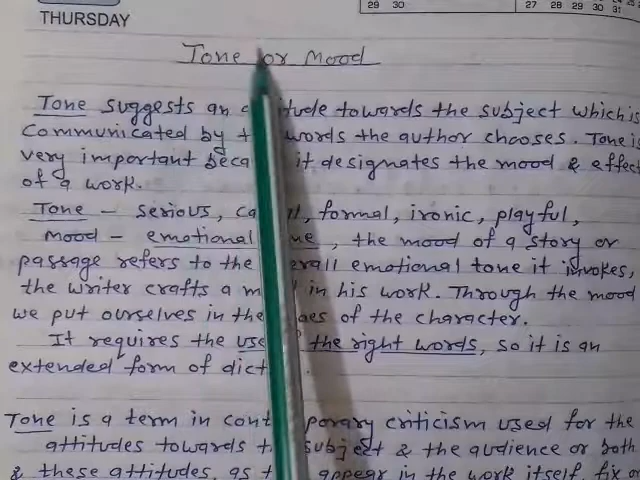 29 30
27 28 29 30 31
THURSDAY
Tone or Mood
Tone suggests an towards the subject which is
communicated by words the author chooses. Tone is
very important it designates the mood & effect
of a work.
Tone - serious, formal, ironic, playful,
Mood - emotional , the mood of a story or
passage refers to the emotional tone it invokes,
the writer crafts a in his work. Through the mood
we put ourselves in the of the character.
It requires the use the right words, so it is an
extended form of
Tone is a term in criticism used for the
attitudes towards subject & the audience or both
& these attitudes, as appear in the work itself, fix